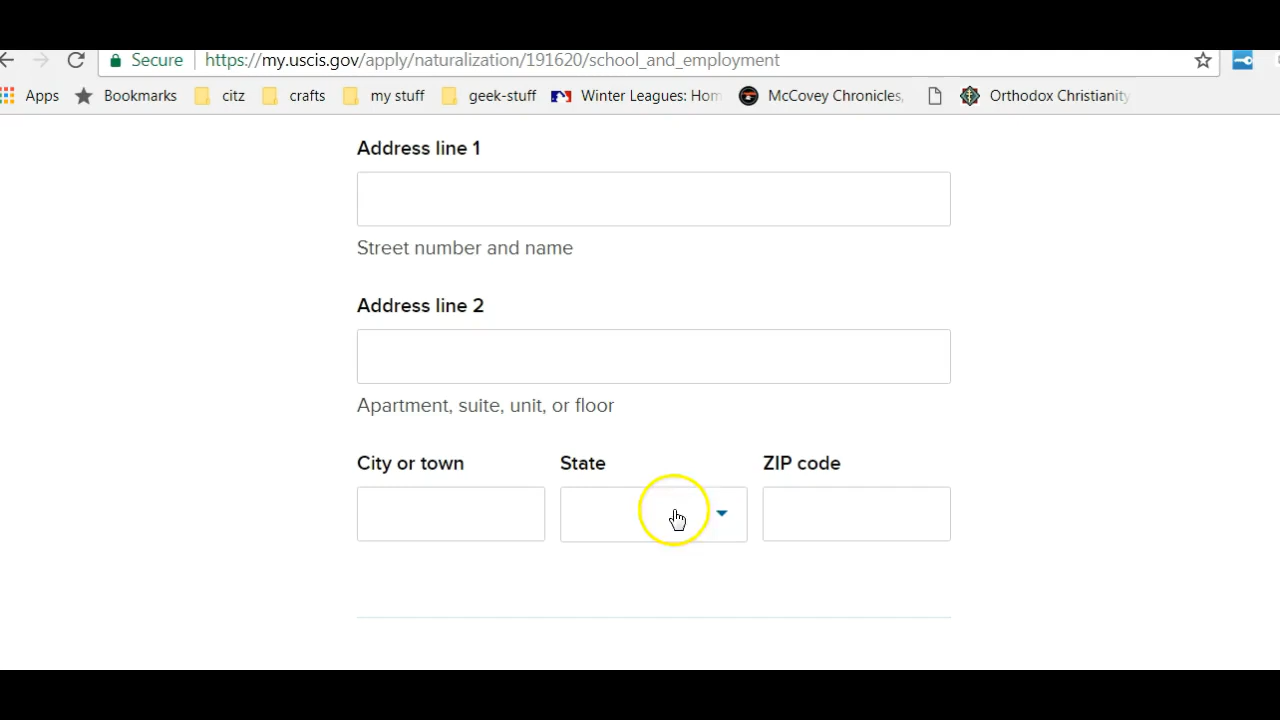 Secure https://my.uscis.gov/apply/naturalization/191620/school_and_employment
Apps Bookmarks citz crafts my stuff geek-stuff Winter Leagues: Hom McCovey Chronicles, Orthodox Christianity
Address line 1
Street number and name
Address line 2
Apartment, suite, unit, or floor
City or town State ZIP code